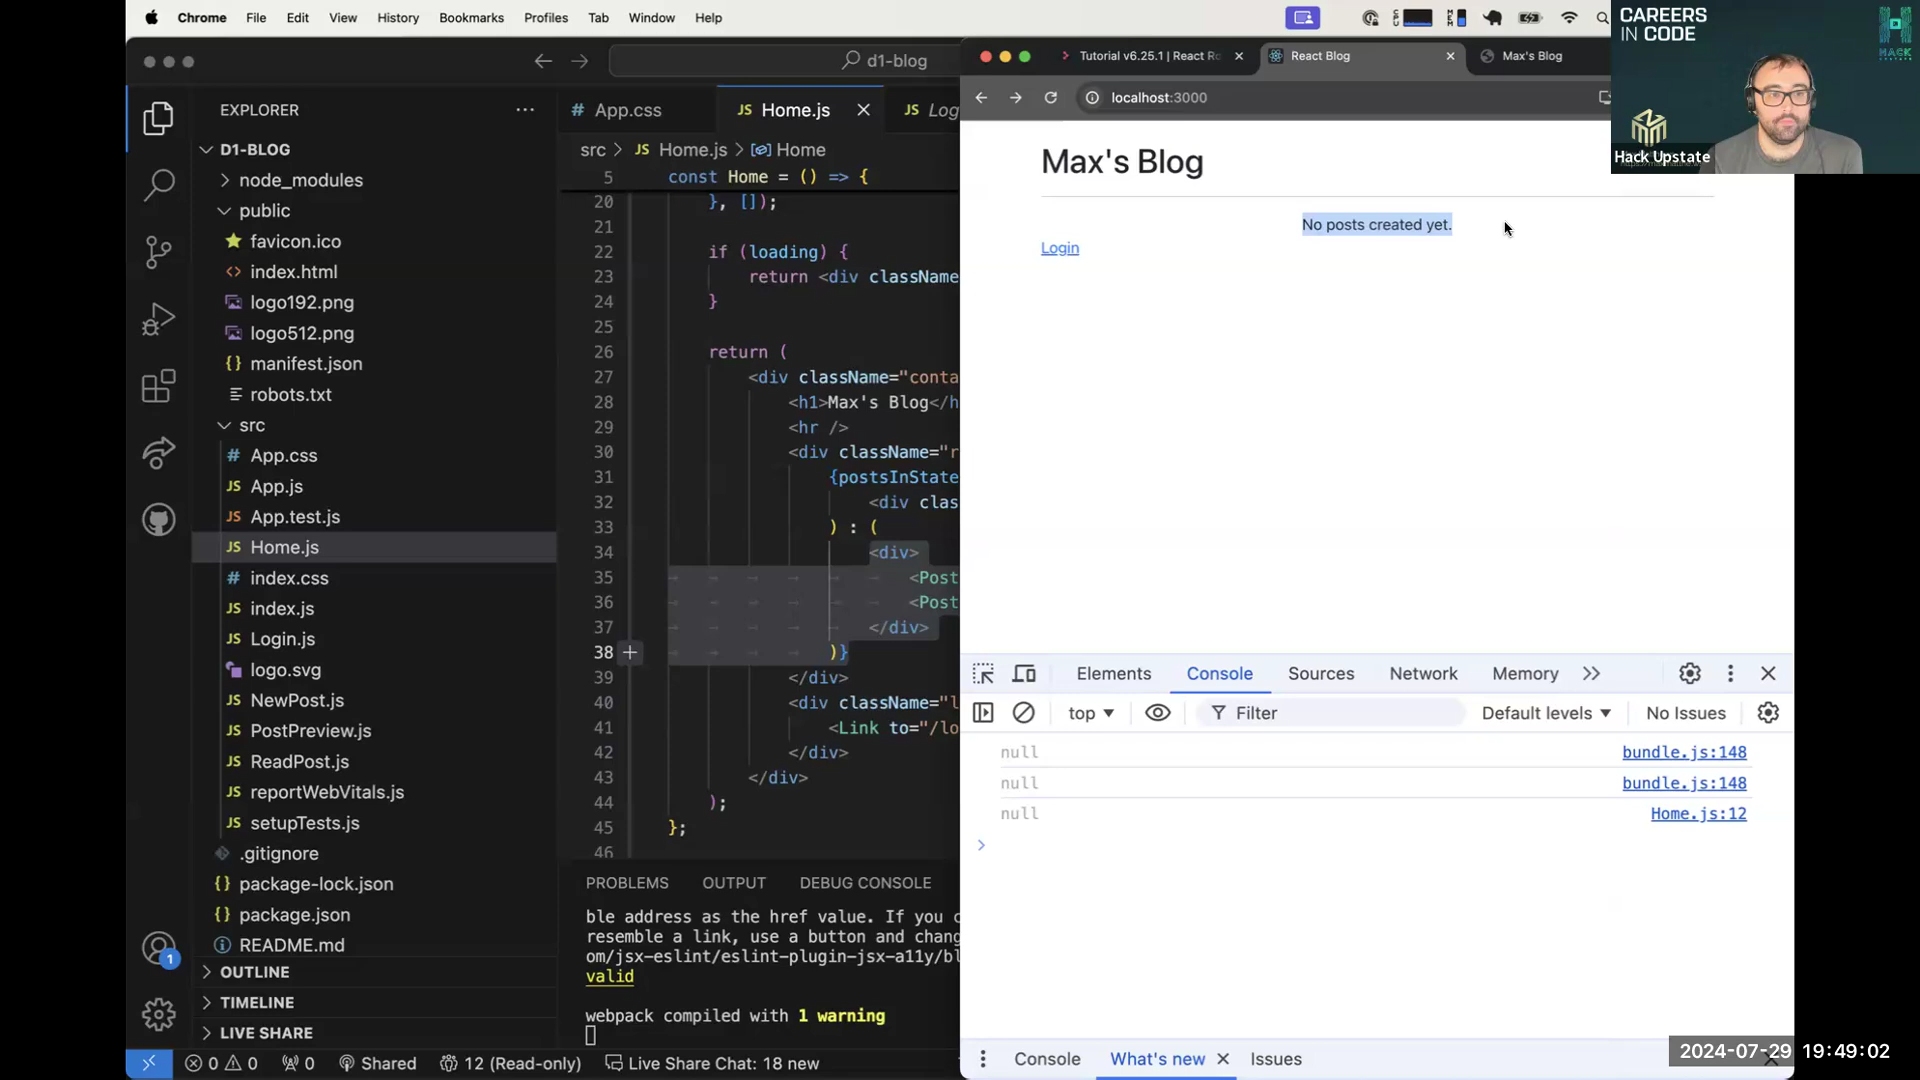 Chrome File Edit View History Bookmarks Profiles Tab Window Help
CAREERS
IN CODE
HACK
Hack Upstate
d1-blog
Tutorial v6.25.1 | React Ro
React Blog
Max's Blog
localhost:3000
EXPLORER
D1-BLOG
node_modules
public
favicon.ico
index.html
logo192.png
logo512.png
manifest.json
robots.txt
src
App.css
App.js
App.test.js
Home.js
index.css
index.js
Login.js
logo.svg
NewPost.js
PostPreview.js
ReadPost.js
reportWebVitals.js
setupTests.js
.gitignore
package-lock.json
package.json
README.md
OUTLINE
TIMELINE
LIVE SHARE
App.css
Home.js
Log
src > Home.js > Home
5 const Home = () => {
20 }, []);
21
22 if (loading) {
23 return <div className
24 }
25
26 return (
27 <div className="conta
28 <h1>Max's Blog</h
29 <hr />
30 <div className="r
31 {postsInState
32 <div clas
33 ) : (
34 <div>
35 <Post
36 <Post
37 </div>
38 )}
39 </div>
40 <div className="l
41 <Link to="/lo
42 </div>
43 </div>
44 );
45 };
46
PROBLEMS OUTPUT DEBUG CONSOLE
ble address as the href value. If you c
resemble a link, use a button and chang
om/jsx-eslint/eslint-plugin-jsx-a11y/bl
valid
webpack compiled with 1 warning
0 0 0 Shared 12 (Read-only) Live Share Chat: 18 new
1
Max's Blog
No posts created yet.
Login
Elements Console Sources Network Memory
top Filter Default levels No Issues
null bundle.js:148
null bundle.js:148
null Home.js:12
Console What's new Issues
2024-07-29 19:49:02